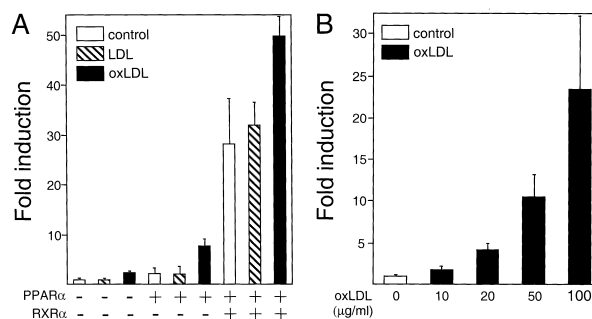 A
control
LDL
oxLDL
Fold induction
50
40
30
20
10
PPARα - - - + + + + + +
RXRα - - - - - - + + +
B
control
oxLDL
Fold induction
30
25
20
15
10
5
oxLDL 0 10 20 50 100
(μg/ml)